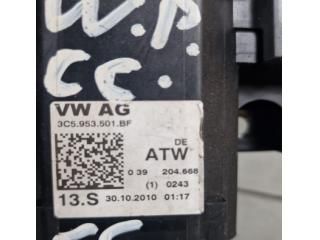 W.P
CC.
VW AG
3C5.953.501.BF
DE
ATW
0 39 204.668
(1) 0243
13.S 30.10.2010 01:17